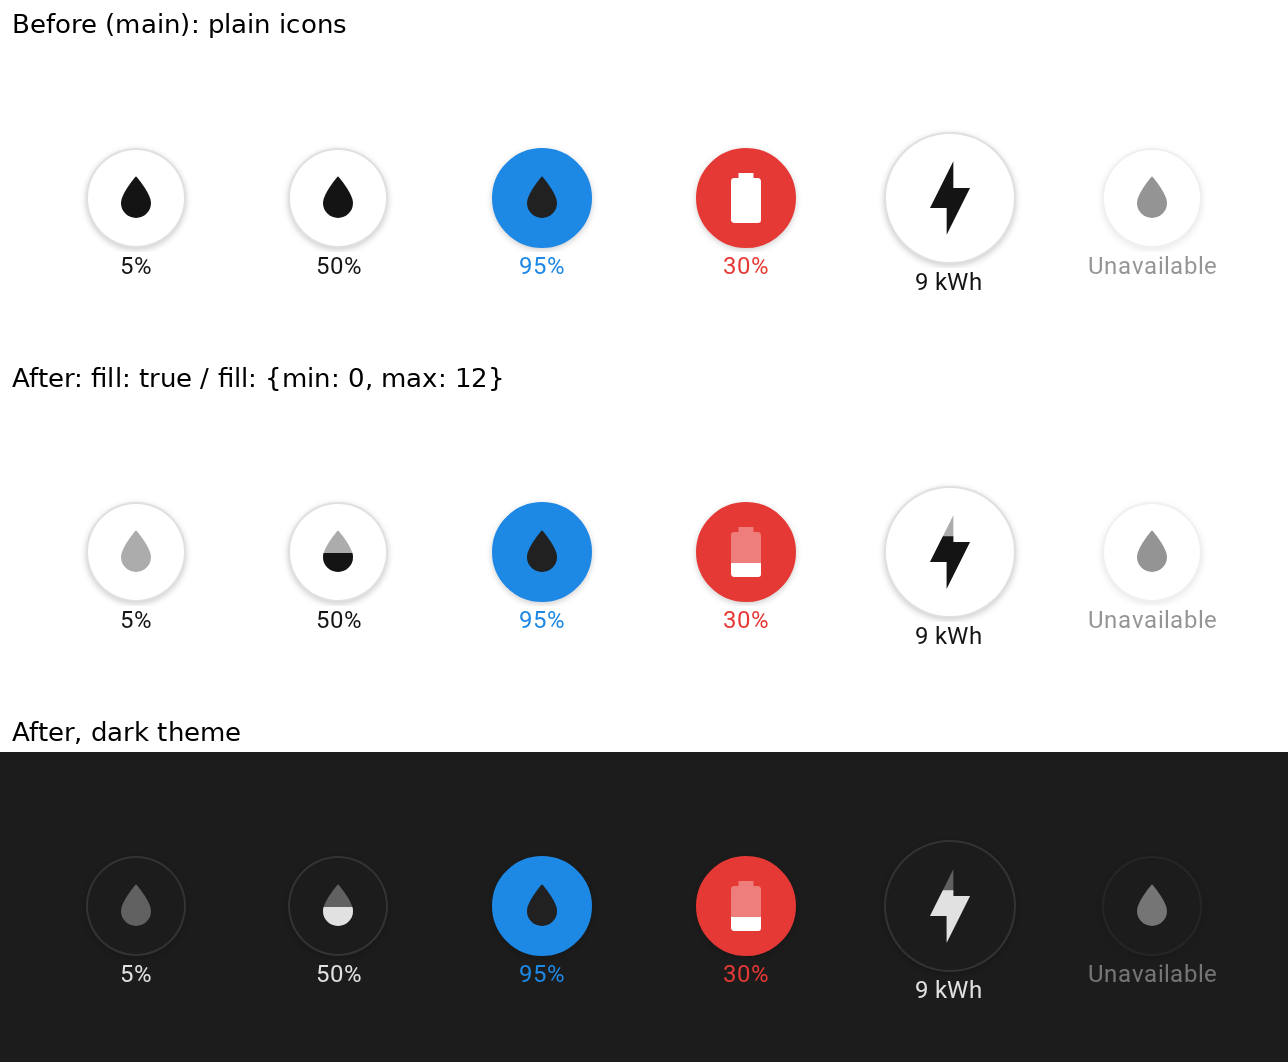 Before (main): plain icons
5% 50% 95% 30% 9 kWh Unavailable
After: fill: true / fill: {min: 0, max: 12}
5% 50% 95% 30% 9 kWh Unavailable
After, dark theme
5% 50% 95% 30% 9 kWh Unavailable